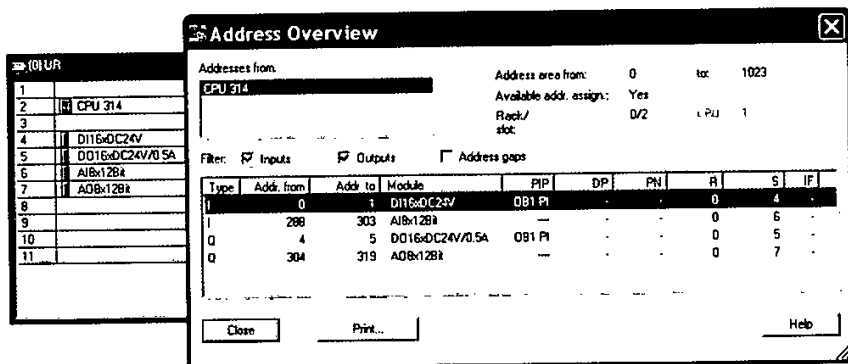 (0) UR
1
2 CPU 314
3
4 DI16xDC24V
5 DO16xDC24V/0.5A
6 AI8x12Bit
7 AO8x12Bit
8
9
10
11
Address Overview
Addresses from:
CPU 314
Address area from: 0 to: 1023
Available addr. assign.: Yes
Rack/ 0/2 1
slot:
Filter: Inputs Outputs Address gaps
Type Addr. from Addr. to Module PIP DP PN R S IF
I 0 1 DI16xDC24V OB1 PI - - 0 4 -
I 288 303 AI8x12Bit --- - - 0 6 -
Q 4 5 DO16xDC24V/0.5A OB1 PI - - 0 5 -
Q 304 319 AO8x12Bit --- - - 0 7 -
Close Print... Help